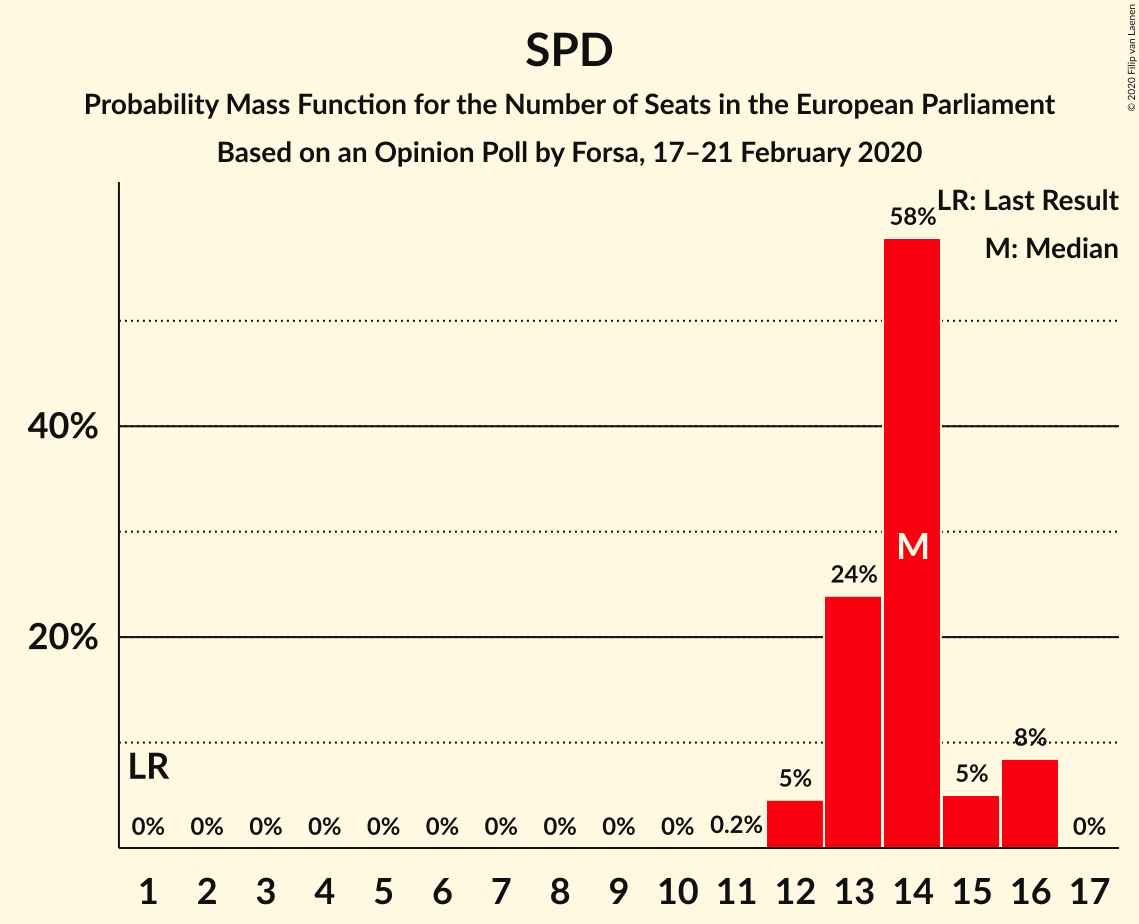 SPD
Probability Mass Function for the Number of Seats in the European Parliament
Based on an Opinion Poll by Forsa, 17–21 February 2020
© 2020 Filip van Laenen
LR: Last Result
M: Median
58%
40%
M
24%
20%
LR
8%
5%
5%
0% 0% 0% 0% 0% 0% 0% 0% 0% 0% 0.2% 0%
1 2 3 4 5 6 7 8 9 10 11 12 13 14 15 16 17